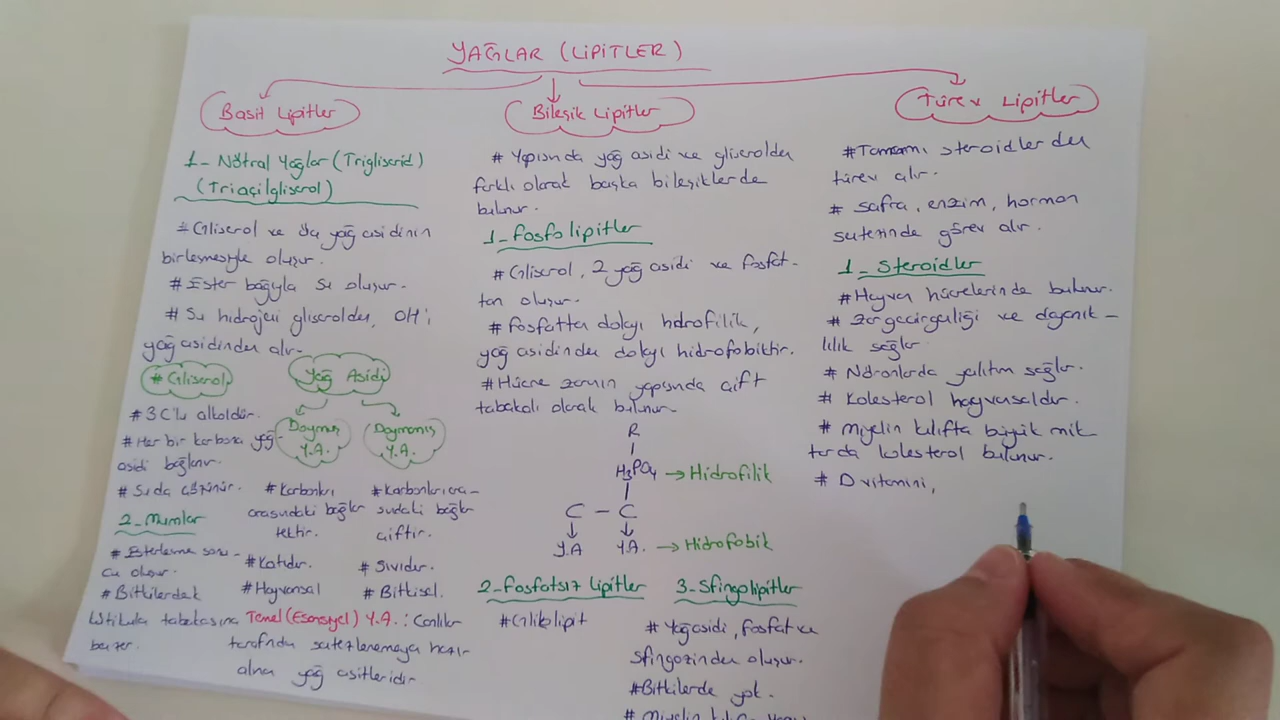 YAĞLAR (LİPİTLER)
Basit Lipitler
1- Nötral Yağlar (Trigliserid)
(Triaçilgliserol)
# Gliserol ve 3ya yağ asidinin
birleşmesiyle oluşur.
# Ester bağıyla su oluşur.
# Su hidrojeni gliserolden, OH'i
yağ asidinden alır.
# Gliserol
# 3C'lu alkoldür.
# Her bir karbona yağ
asidi bağlanır.
# Suda çözünür.
Yağ Asidi
Doymuş
Y.A.
# Karbonları
arasındaki bağlar
tektir.
# Katıdır.
# Hayvansal
Doymamış
Y.A.
# Karbonları ara-
sındaki bağlar
çiftir.
# Sıvıdır.
# Bitkisel.
2- Mumlar
# Esterleşme sonu-
cu oluşur.
# Bitkilerdeki
kütikula tabakasına
benzer.
Temel (Esansiyel) Y.A. : Canlılar
tarafından sentezlenemeyip hazır
alınan yağ asitleridir.
Bileşik Lipitler
# Yapısında yağ asidi ve gliserolden
farklı olarak başka bileşiklerde
bulunur.
1- Fosfolipitler
# Gliserol, 2 yağ asidi ve fosfat-
tan oluşur.
# Fosfattan dolayı hidrofilik,
yağ asidinden dolayı hidrofobiktir.
# Hücre zarının yapısında çift
tabakalı olarak bulunur.
R
H3PO4 → Hidrofilik
C - C
Y.A Y.A. → Hidrofobik
2- Fosfatsız Lipitler
# Glikolipit
3- Sfingolipitler
# Yağ asidi, fosfat ve
sfingozinden oluşur.
# Bitkilerde yok.
# Miyelin
Türev Lipitler
# Tamamı steroidlerden
türev alır.
# Safra, enzim, hormon
sentezinde görev alır.
1- Steroidler
# Hayvan hücrelerinde bulunur.
# Zar geçirgenliği ve dayanık-
lılık sağlar.
# Nöronlarda yalıtım sağlar.
# Kolesterol hayvansaldır.
# Miyelin kılıfta büyük mik
tarda kolesterol bulunur.
# D vitamini,